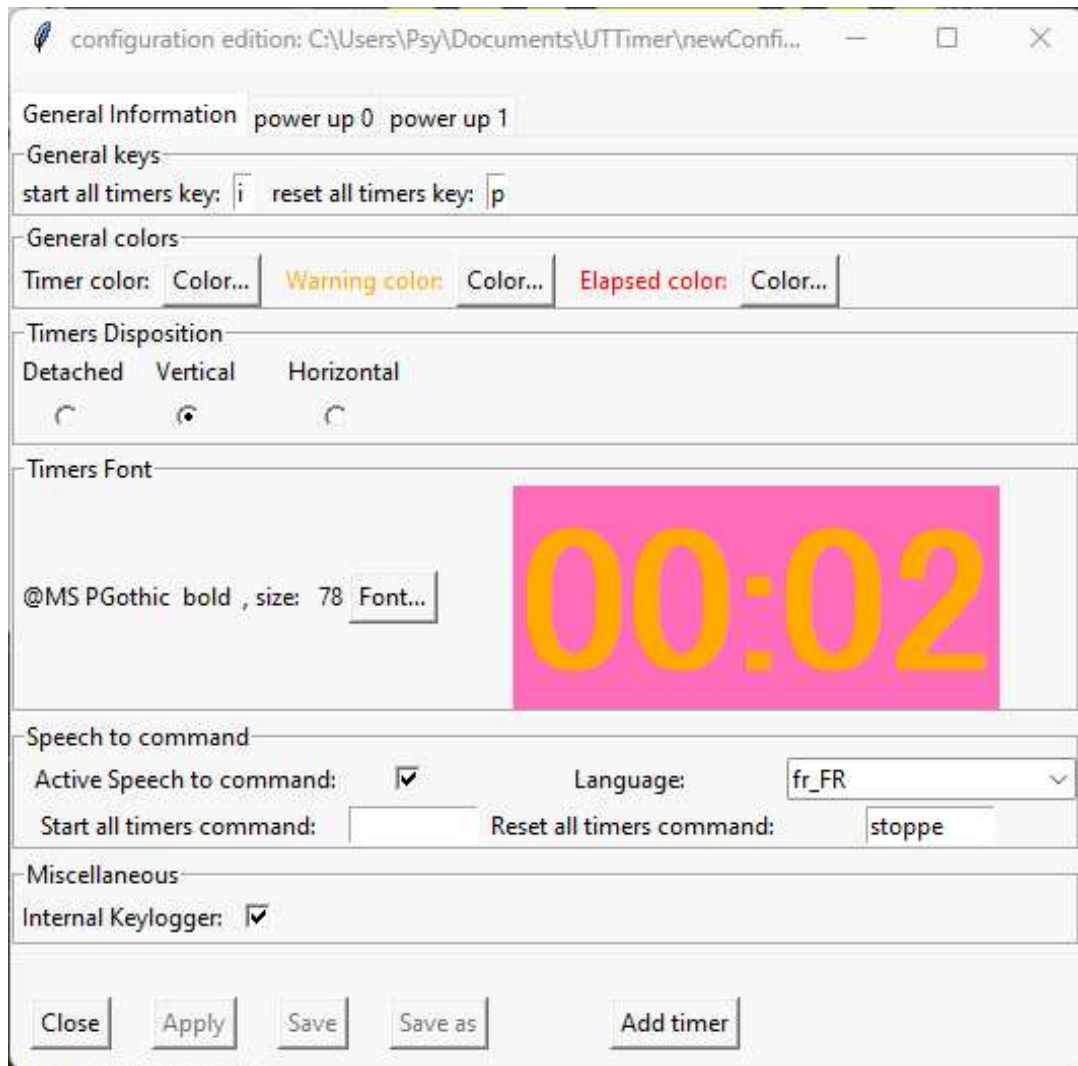 configuration edition: C:\Users\Psy\Documents\UTTimer\newConfi...
General Information power up 0 power up 1
General keys
start all timers key: i reset all timers key: p
General colors
Timer color: Color... Warning color: Color... Elapsed color: Color...
Timers Disposition
Detached Vertical Horizontal
Timers Font
@MS PGothic bold , size: 78 Font...
00:02
Speech to command
Active Speech to command: Language: fr_FR
Start all timers command: Reset all timers command: stoppe
Miscellaneous
Internal Keylogger:
Close Apply Save Save as Add timer